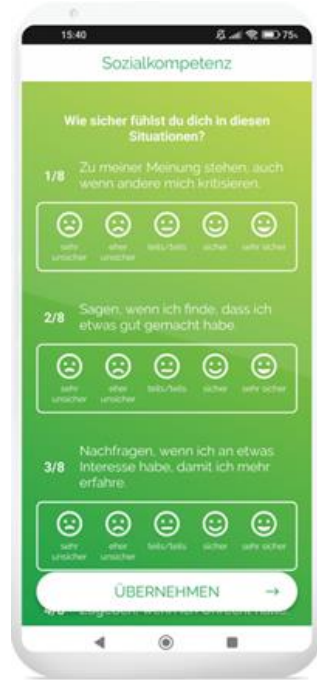 15:40
75%
Sozialkompetenz
Wie sicher fühlst du dich in diesen
Situationen?
1/8
Zu meiner Meinung stehen, auch
wenn andere mich kritisieren.
sehr unsicher
eher unsicher
teils/teils
sicher
sehr sicher
2/8
Sagen, wenn ich finde, dass ich
etwas gut gemacht habe.
sehr unsicher
eher unsicher
teils/teils
sicher
sehr sicher
3/8
Nachfragen, wenn ich an etwas
Interesse habe, damit ich mehr
erfahre.
sehr unsicher
eher unsicher
teils/teils
sicher
sehr sicher
ÜBERNEHMEN →
4/8